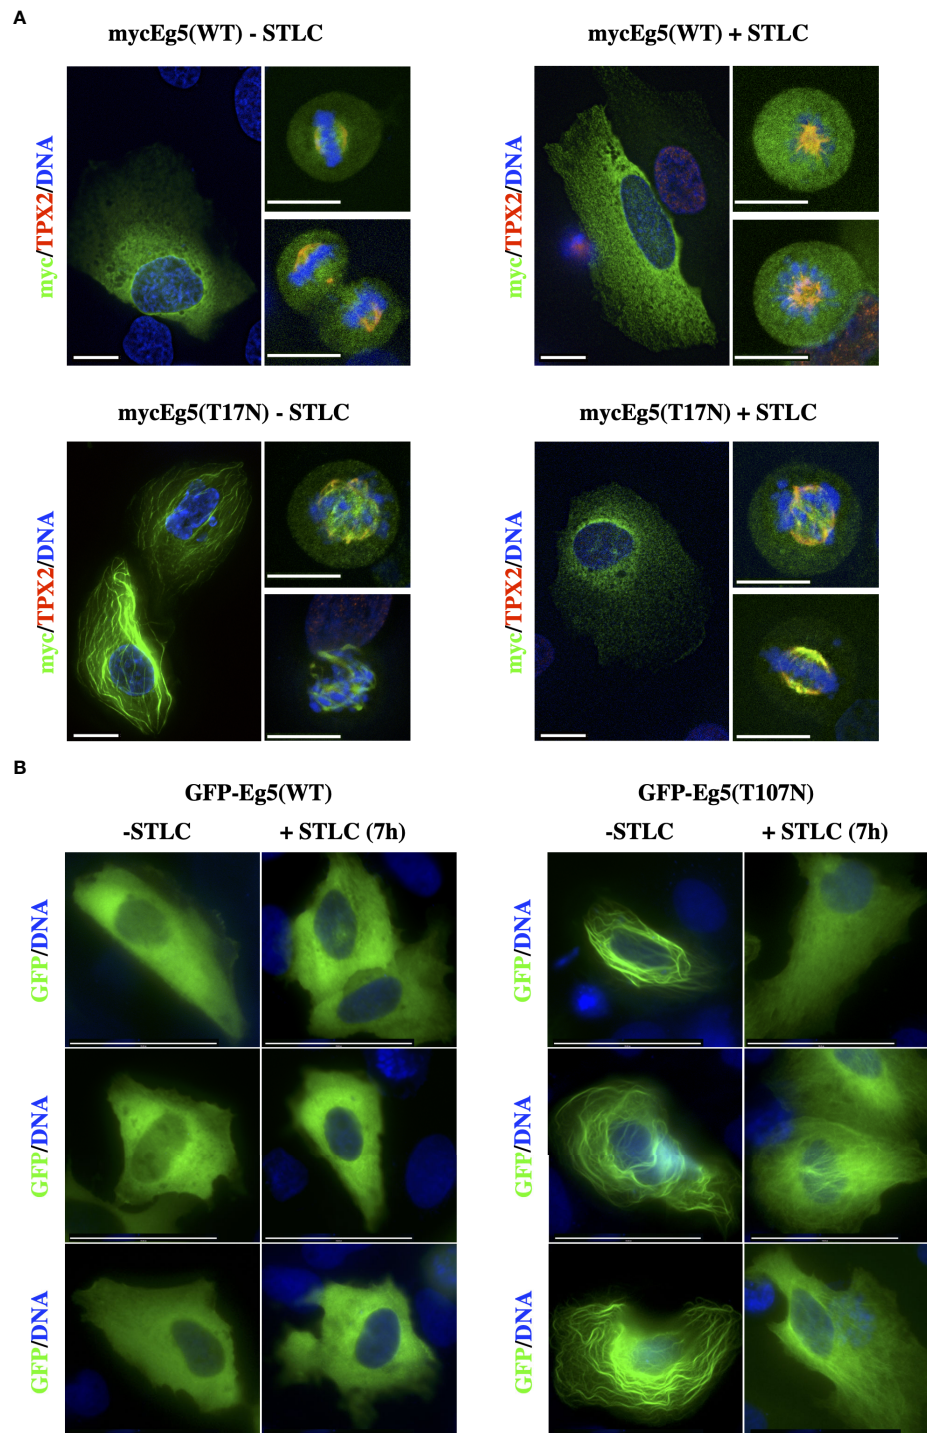 A
mycEg5(WT) - STLC
mycEg5(WT) + STLC
myc/TPX2/DNA
myc/TPX2/DNA
mycEg5(T17N) - STLC
mycEg5(T17N) + STLC
myc/TPX2/DNA
myc/TPX2/DNA
B
GFP-Eg5(WT)
GFP-Eg5(T107N)
-STLC
+ STLC (7h)
-STLC
+ STLC (7h)
GFP/DNA
GFP/DNA
GFP/DNA
GFP/DNA
GFP/DNA
GFP/DNA